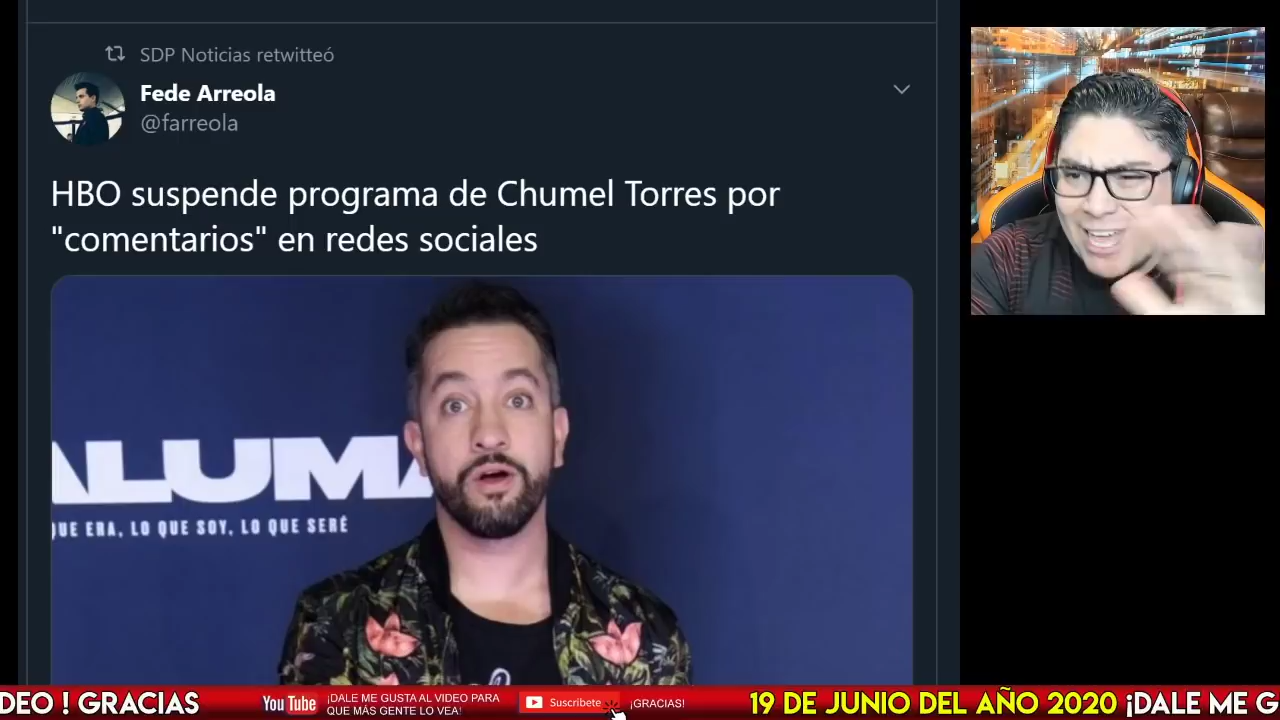 SDP Noticias retwitteó
Fede Arreola
@farreola
HBO suspende programa de Chumel Torres por
"comentarios" en redes sociales
ALUMA
QUE ERA, LO QUE SOY, LO QUE SERÉ
DEO ! GRACIAS
YouTube
¡DALE ME GUSTA AL VIDEO PARA
QUE MÁS GENTE LO VEA!
Suscribete
¡GRACIAS!
19 DE JUNIO DEL AÑO 2020 ¡DALE ME G